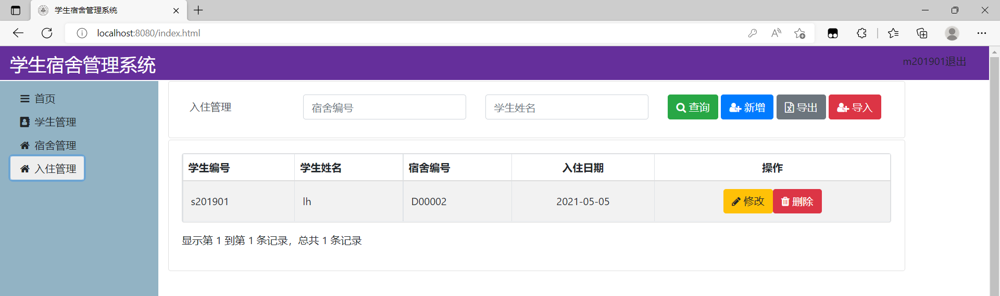 学生宿舍管理系统
localhost:8080/index.html
学生宿舍管理系统
m201901退出
首页
学生管理
宿舍管理
入住管理
入住管理 宿舍编号 学生姓名 查询 新增 导出 导入
学生编号 学生姓名 宿舍编号 入住日期 操作
s201901 lh D00002 2021-05-05 修改 删除
显示第 1 到第 1 条记录，总共 1 条记录